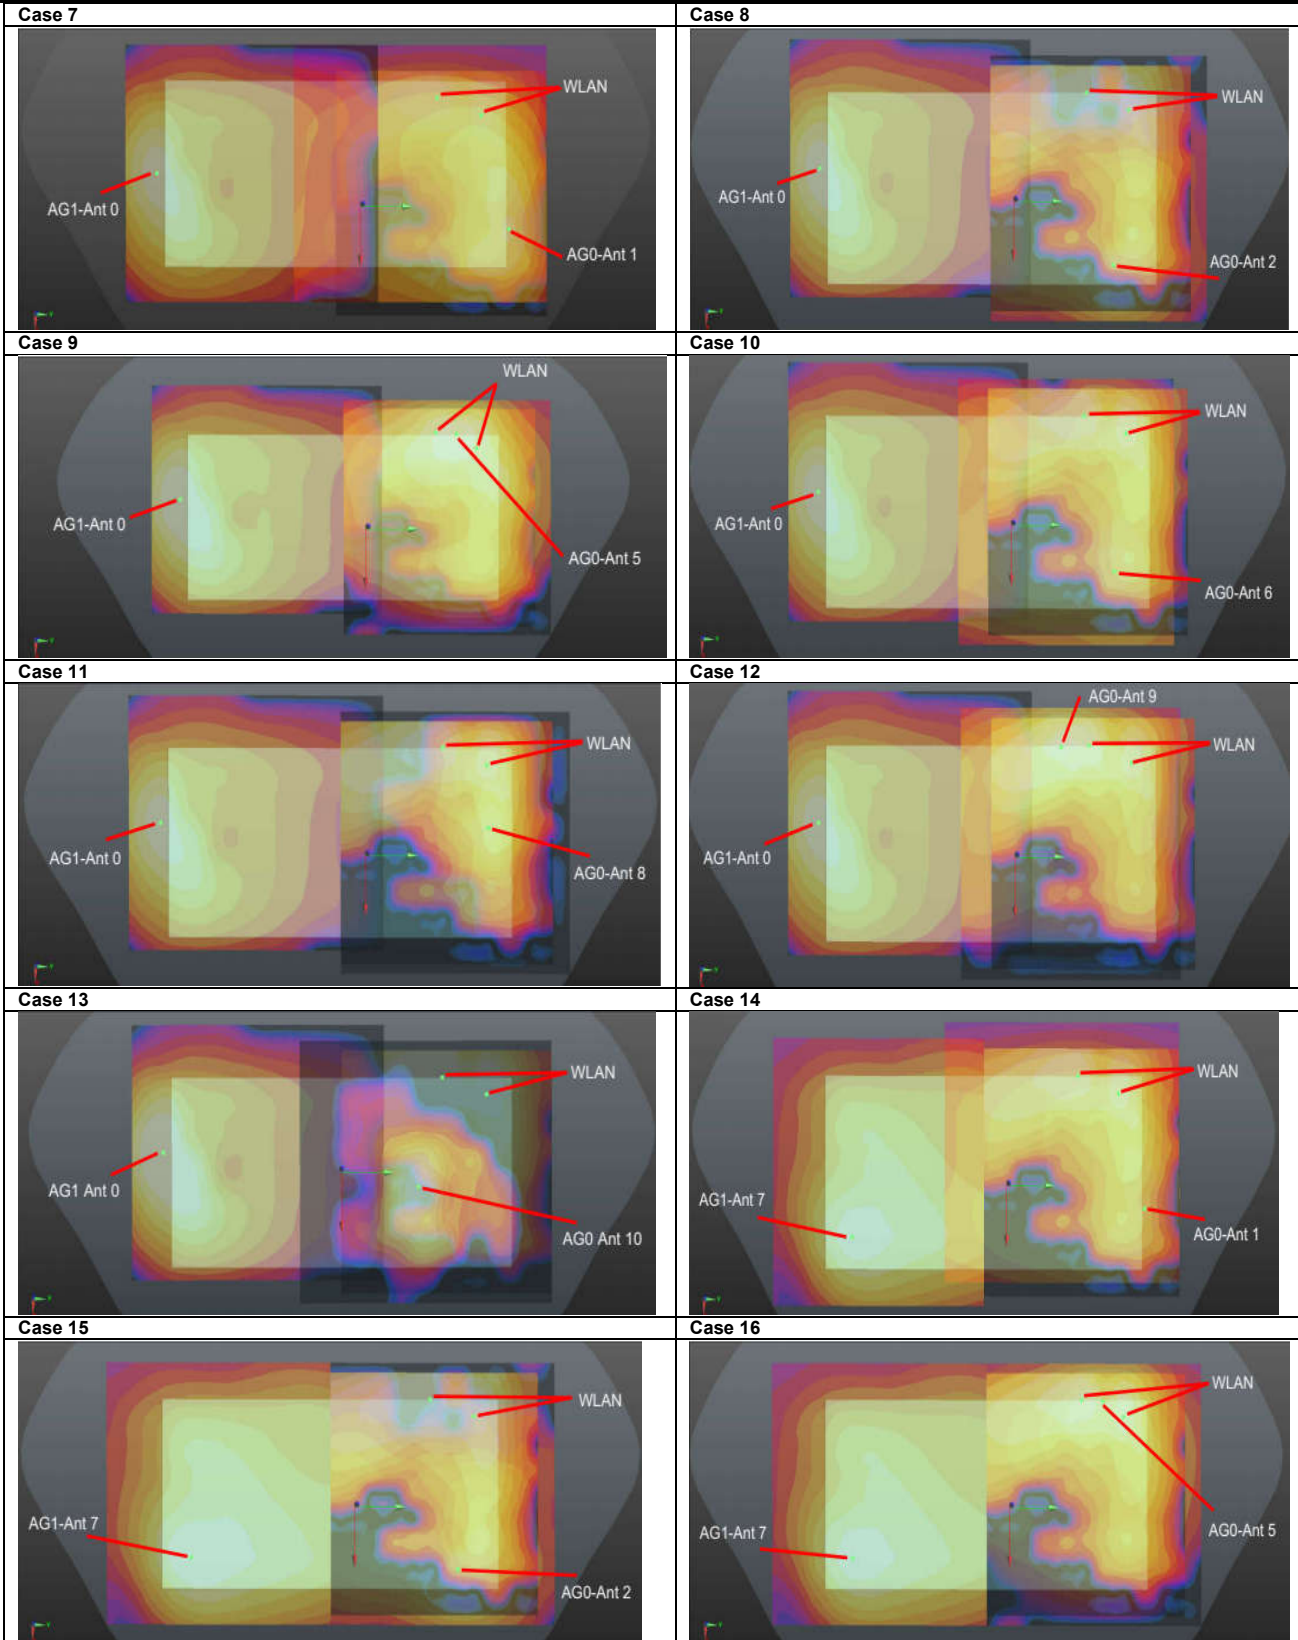 Case 7
Case 8
WLAN
AG1-Ant 0
AG0-Ant 1
WLAN
AG1-Ant 0
AG0-Ant 2
Case 9
Case 10
WLAN
AG1-Ant 0
AG0-Ant 5
WLAN
AG1-Ant 0
AG0-Ant 6
Case 11
Case 12
WLAN
AG1-Ant 0
AG0-Ant 8
AG0-Ant 9
WLAN
AG1-Ant 0
Case 13
Case 14
WLAN
AG1 Ant 0
AG0 Ant 10
WLAN
AG1-Ant 7
AG0-Ant 1
Case 15
Case 16
WLAN
AG1-Ant 7
AG0-Ant 2
WLAN
AG1-Ant 7
AG0-Ant 5